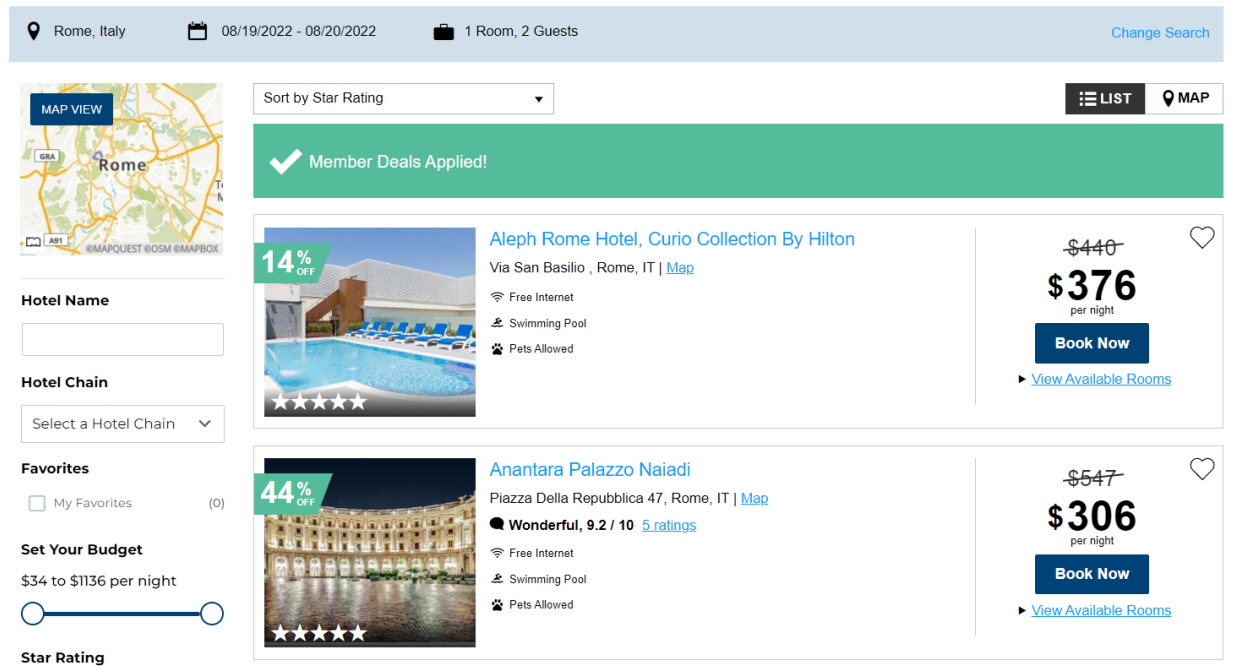 Rome, Italy
08/19/2022 - 08/20/2022
1 Room, 2 Guests
Change Search
MAP VIEW
GRA
Rome
A91
©MAPQUEST ©OSM ©MAPBOX
Hotel Name
Hotel Chain
Select a Hotel Chain
Favorites
My Favorites (0)
Set Your Budget
$34 to $1136 per night
Star Rating
Sort by Star Rating
LIST
MAP
Member Deals Applied!
14% OFF
Aleph Rome Hotel, Curio Collection By Hilton
Via San Basilio , Rome, IT | Map
Free Internet
Swimming Pool
Pets Allowed
$440
$376
per night
Book Now
View Available Rooms
44% OFF
Anantara Palazzo Naiadi
Piazza Della Repubblica 47, Rome, IT | Map
Wonderful, 9.2 / 10 5 ratings
Free Internet
Swimming Pool
Pets Allowed
$547
$306
per night
Book Now
View Available Rooms